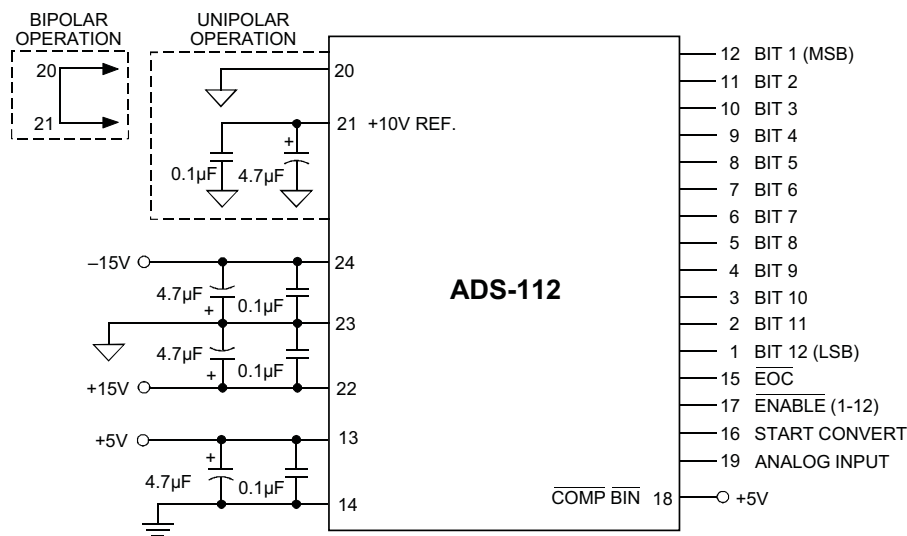 BIPOLAR
OPERATION
20
21
UNIPOLAR
OPERATION
20
21 +10V REF.
0.1µF
4.7µF
+
–15V
24
4.7µF
0.1µF
+
23
4.7µF
0.1µF
+
+15V
22
+5V
13
+
4.7µF
0.1µF
14
ADS-112
12 BIT 1 (MSB)
11 BIT 2
10 BIT 3
9 BIT 4
8 BIT 5
7 BIT 6
6 BIT 7
5 BIT 8
4 BIT 9
3 BIT 10
2 BIT 11
1 BIT 12 (LSB)
15 EOC
17 ENABLE (1-12)
16 START CONVERT
19 ANALOG INPUT
COMP BIN 18 +5V